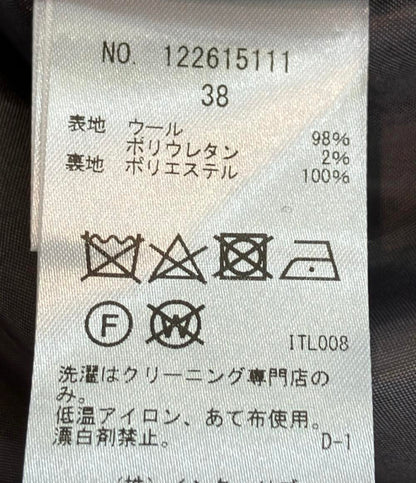 NO. 122615111
38
表地 ウール 98%
ポリウレタン 2%
裏地 ポリエステル 100%
F W
ITL008
洗濯はクリーニング専門店の
み。
低温アイロン、あて布使用。
漂白剤禁止。 D-1